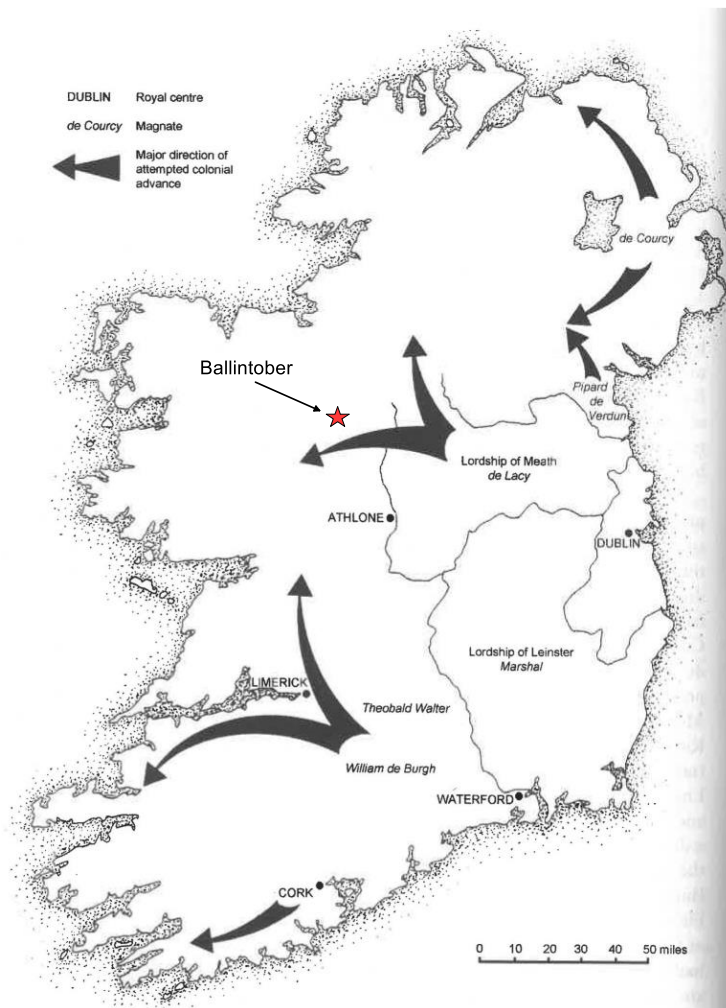 DUBLIN Royal centre
de Courcy Magnate
Major direction of
attempted colonial
advance
de Courcy
Ballintober
Pipard
de
Verdun
Lordship of Meath
de Lacy
ATHLONE
DUBLIN
Lordship of Leinster
Marshal
LIMERICK
Theobald Walter
William de Burgh
WATERFORD
CORK
0 10 20 30 40 50 miles